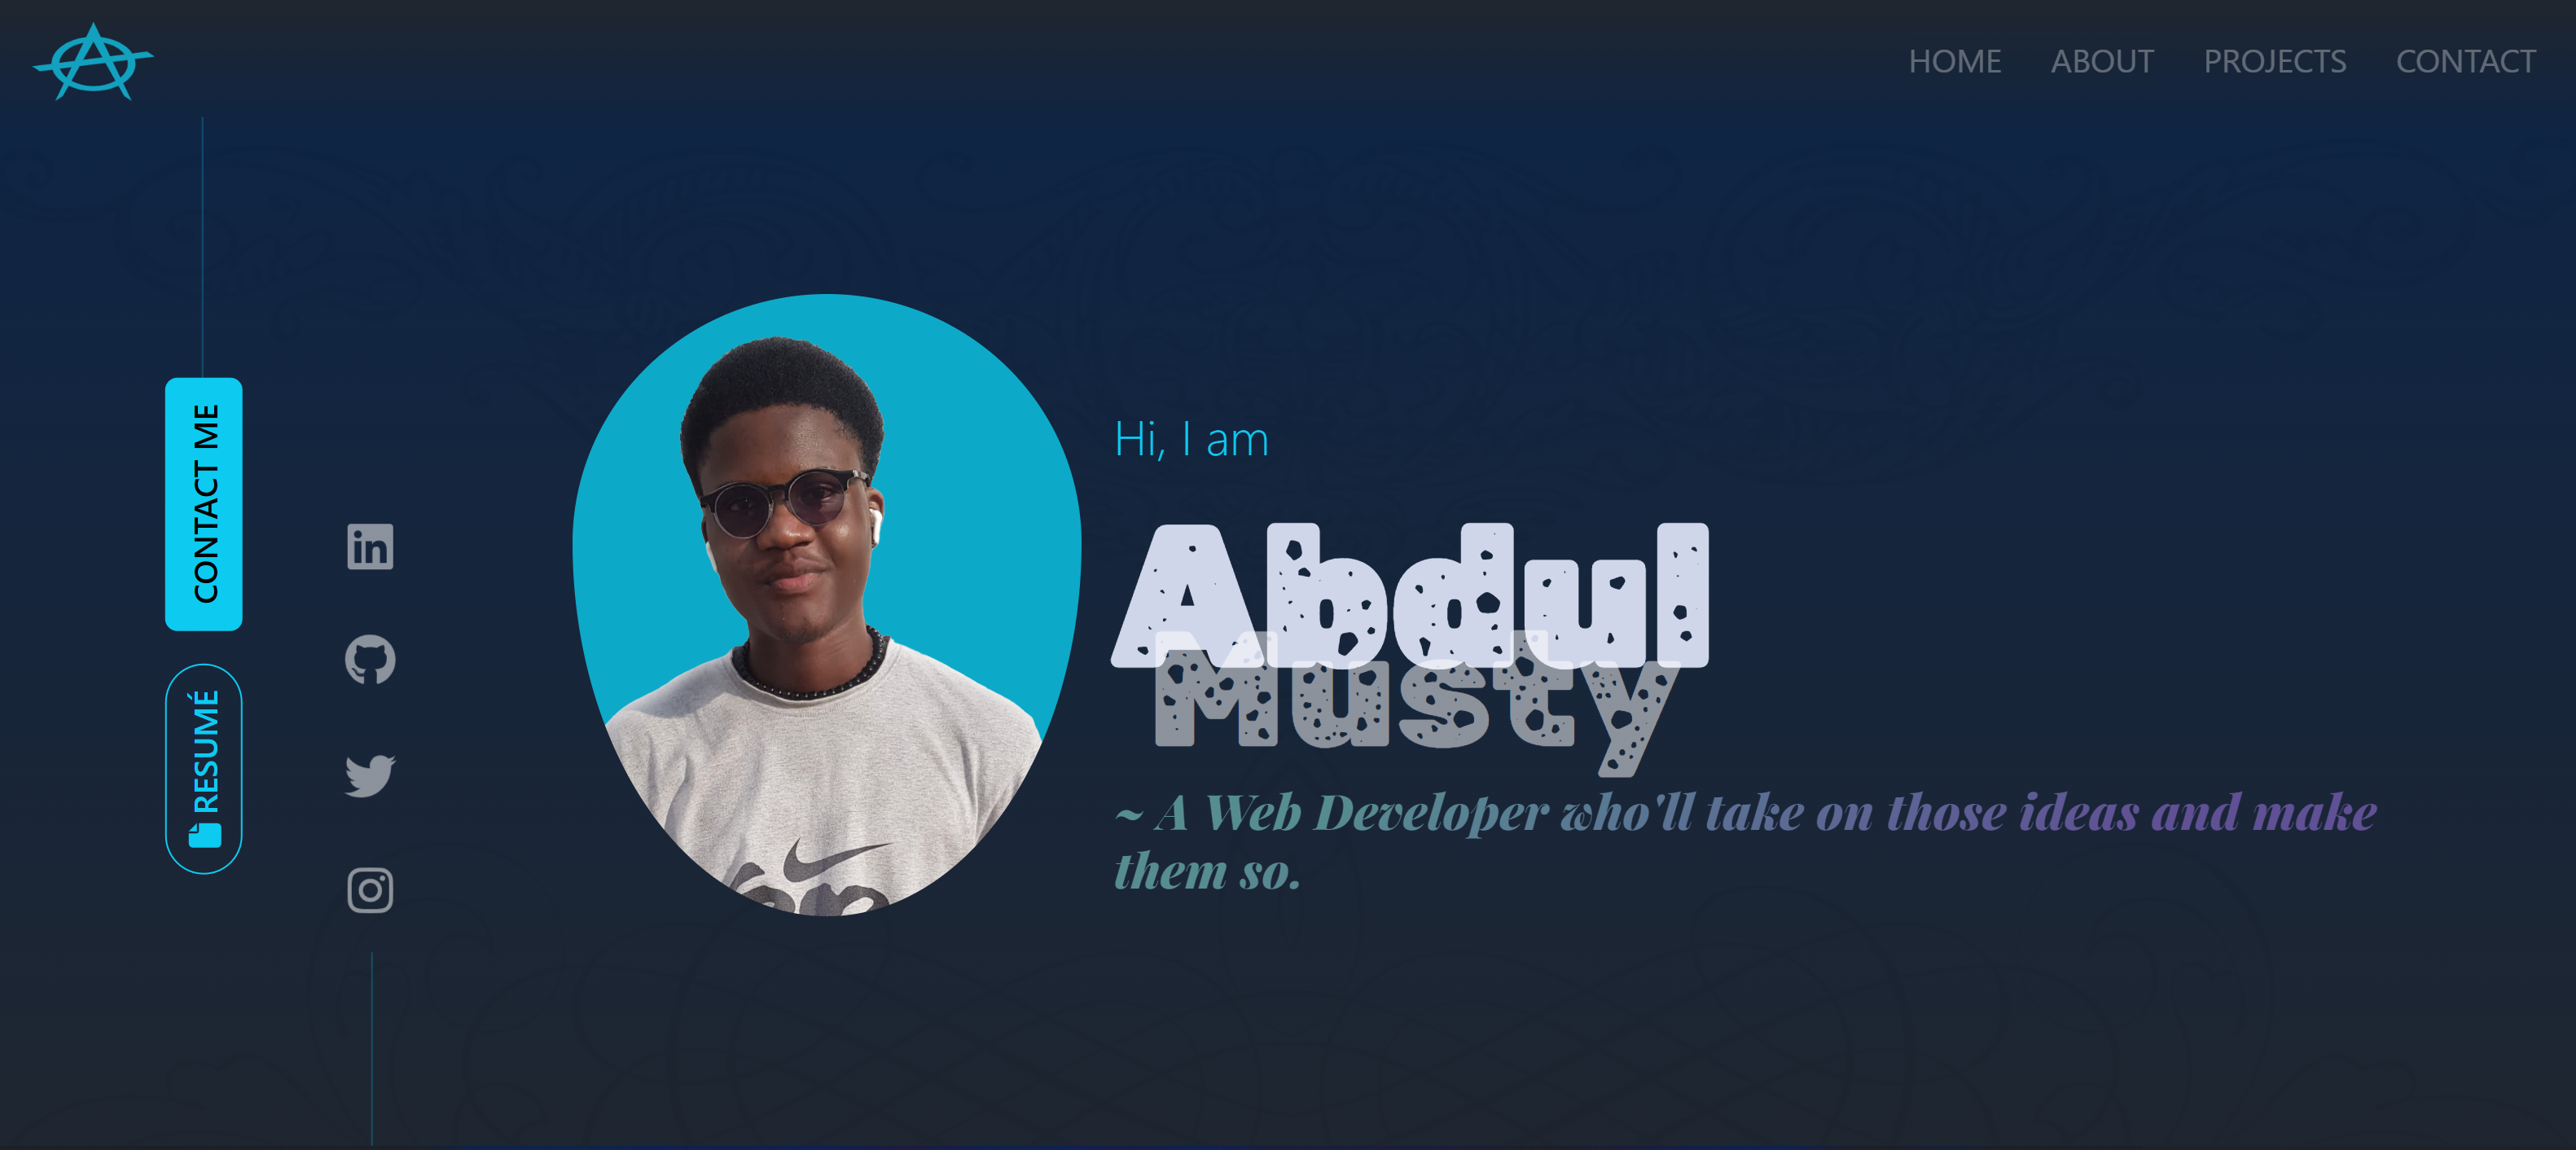 HOME ABOUT PROJECTS CONTACT
CONTACT ME
RESUMÉ
in
Hi, I am
Abdul
Musty
~ A Web Developer who'll take on those ideas and make
them so.